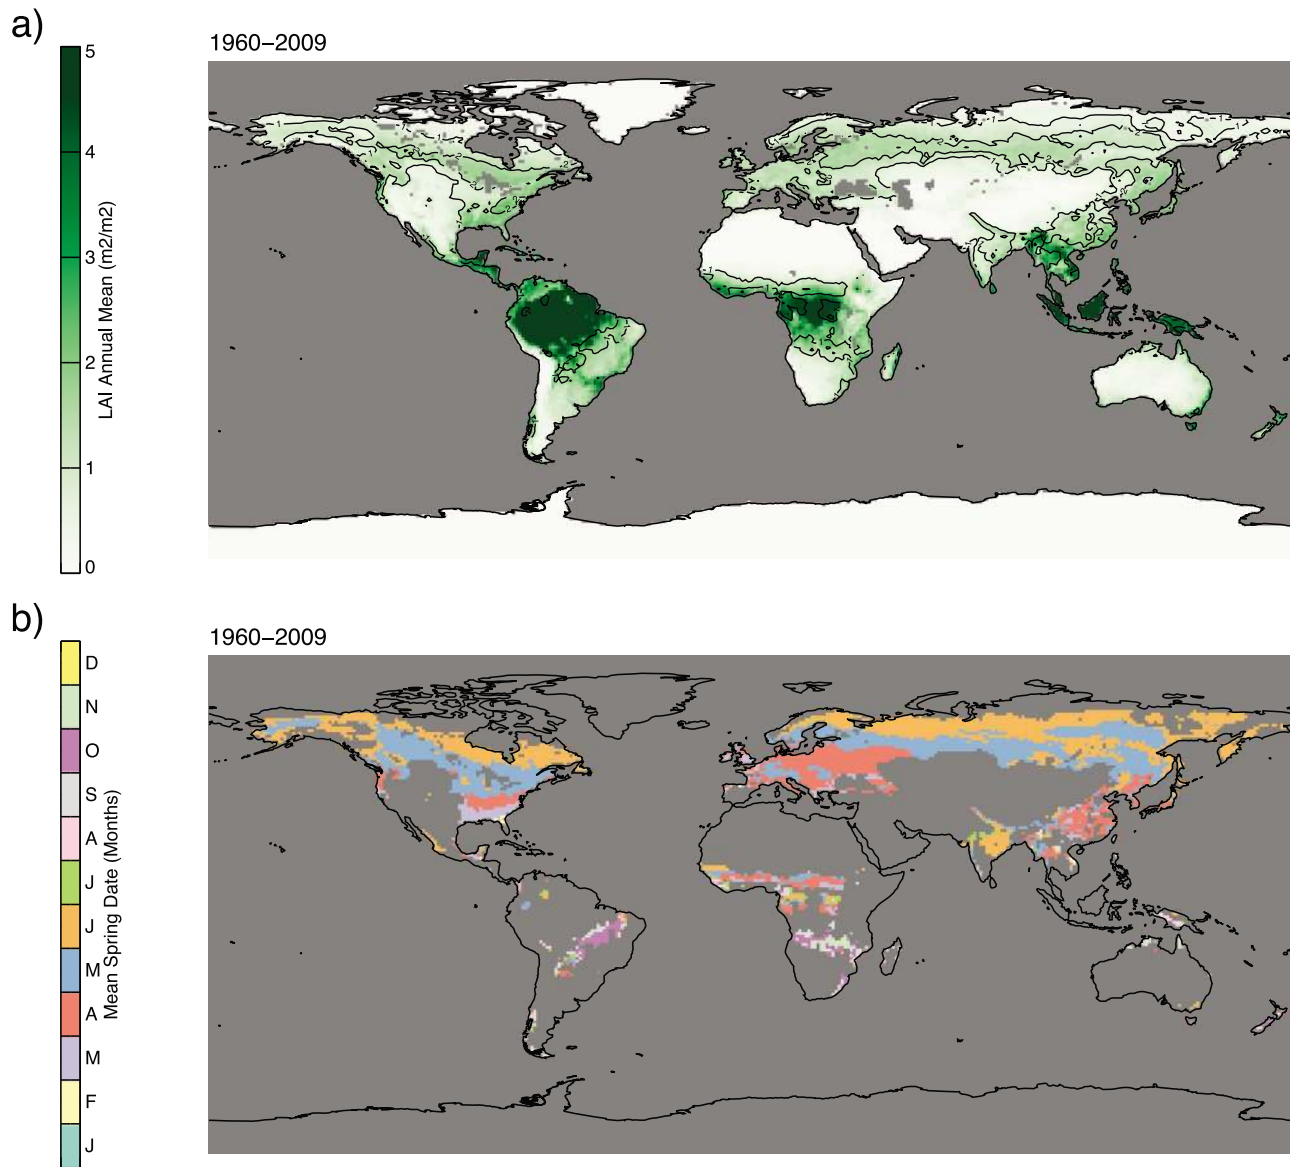 a)
1960–2009
5
4
3
2
1
0
LAI Annual Mean (m2/m2)
b)
1960–2009
D
N
O
S
A
J
J
M
A
M
F
J
Mean Spring Date (Months)